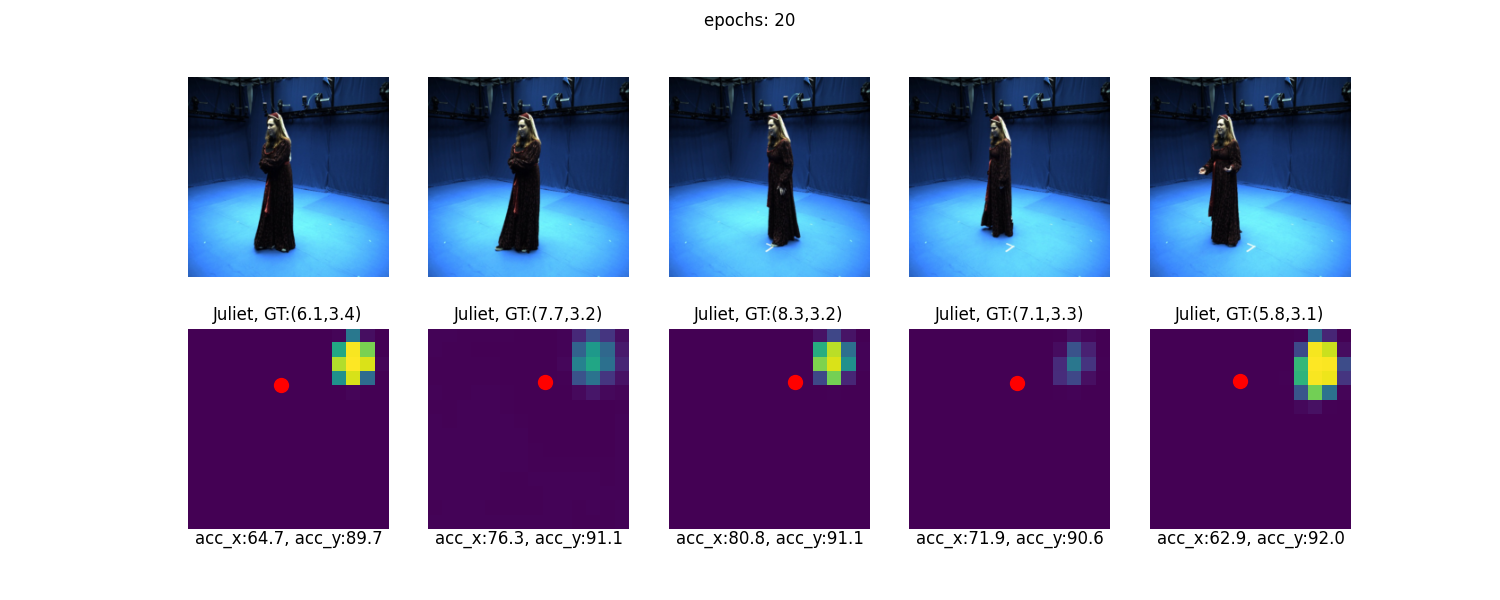 epochs: 20
Juliet, GT:(6.1,3.4)
Juliet, GT:(7.7,3.2)
Juliet, GT:(8.3,3.2)
Juliet, GT:(7.1,3.3)
Juliet, GT:(5.8,3.1)
acc_x:64.7, acc_y:89.7
acc_x:76.3, acc_y:91.1
acc_x:80.8, acc_y:91.1
acc_x:71.9, acc_y:90.6
acc_x:62.9, acc_y:92.0